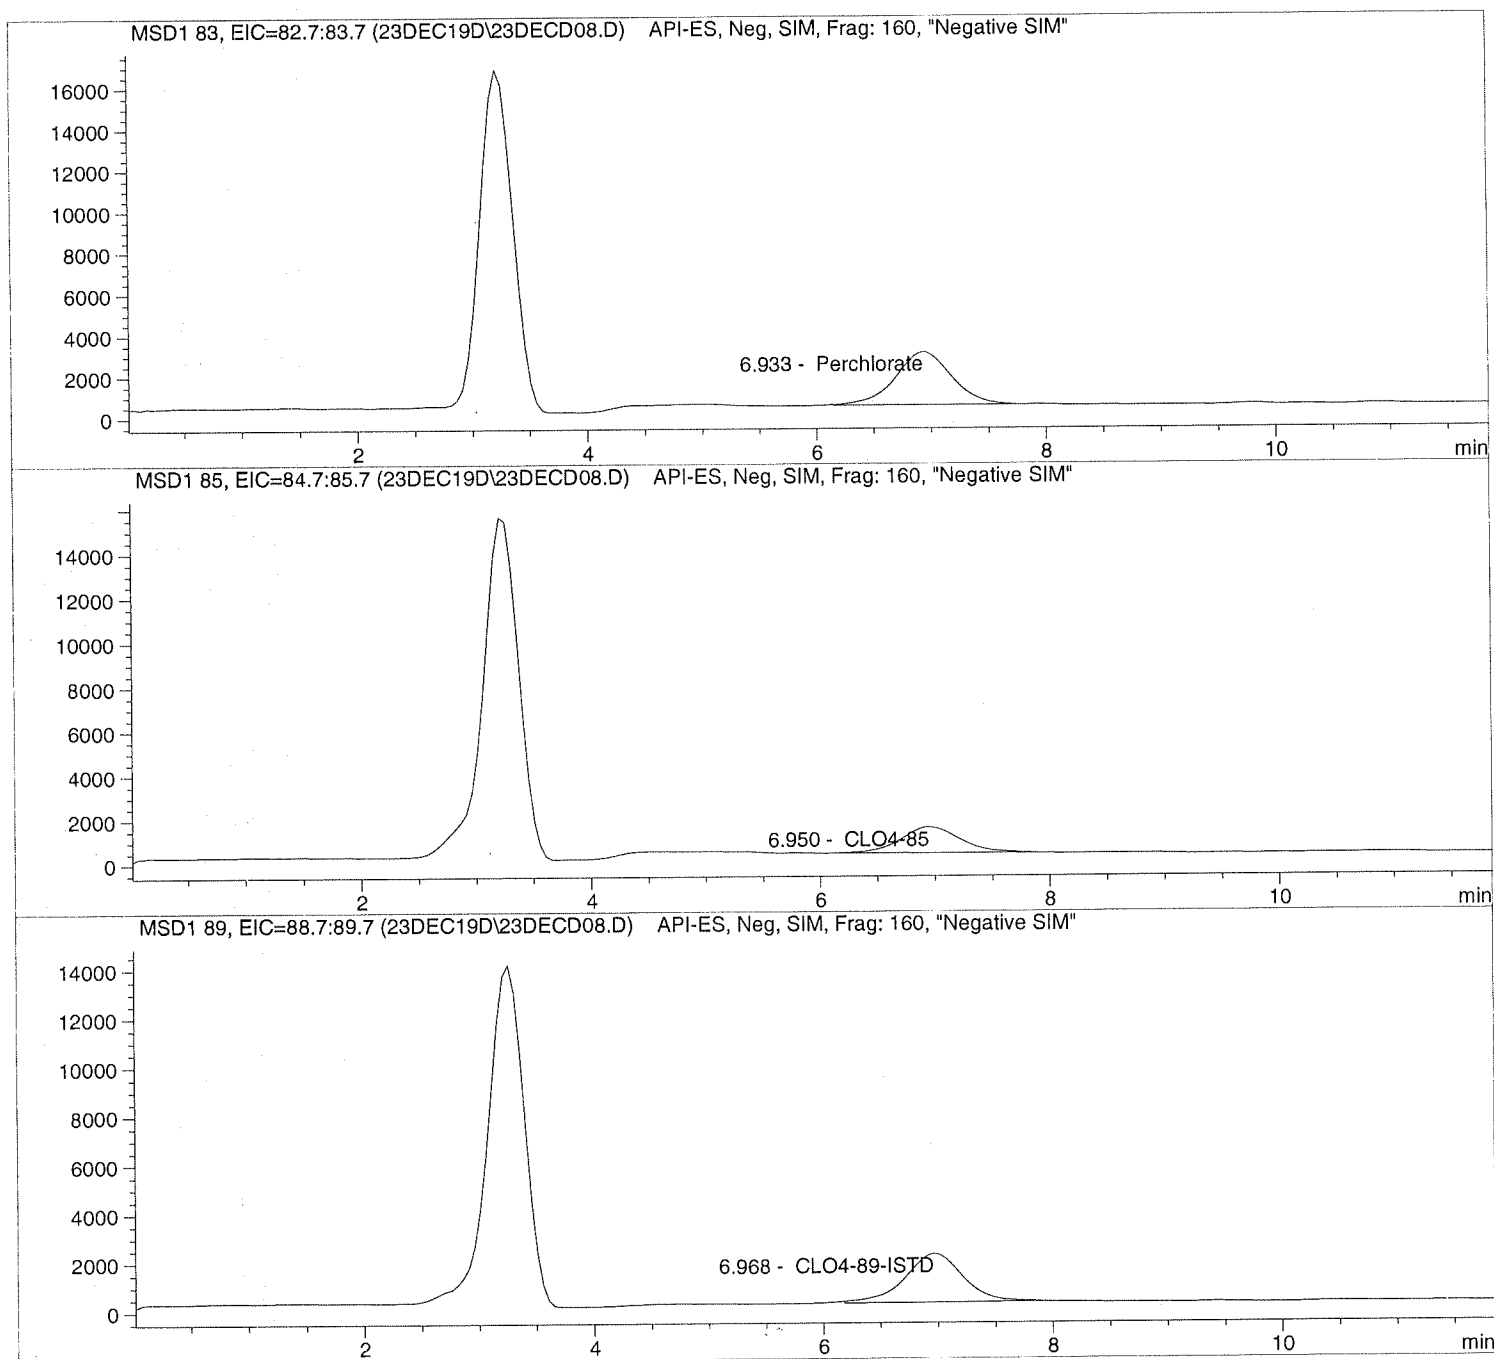 MSD1 83, EIC=82.7:83.7 (23DEC19D\23DECD08.D) API-ES, Neg, SIM, Frag: 160, "Negative SIM"
16000
14000
12000
10000
8000
6000
4000
2000
0
6.933 - Perchlorate
2 4 6 8 10 min
MSD1 85, EIC=84.7:85.7 (23DEC19D\23DECD08.D) API-ES, Neg, SIM, Frag: 160, "Negative SIM"
14000
12000
10000
8000
6000
4000
2000
0
6.950 - CLO4-85
2 4 6 8 10 min
MSD1 89, EIC=88.7:89.7 (23DEC19D\23DECD08.D) API-ES, Neg, SIM, Frag: 160, "Negative SIM"
14000
12000
10000
8000
6000
4000
2000
0
6.968 - CLO4-89-ISTD
2 4 6 8 10 min